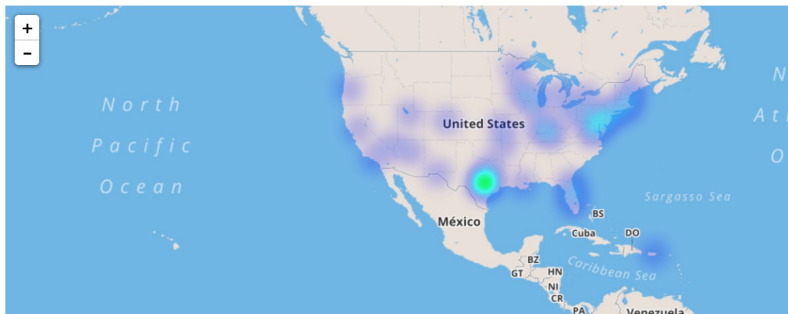 +
-
North
Pacific
Ocean
United States
México
Sargasso Sea
BS
Cuba
DO
BZ
Caribbean Sea
GT
HN
NI
CR
PA
Venezuela
N
At
O